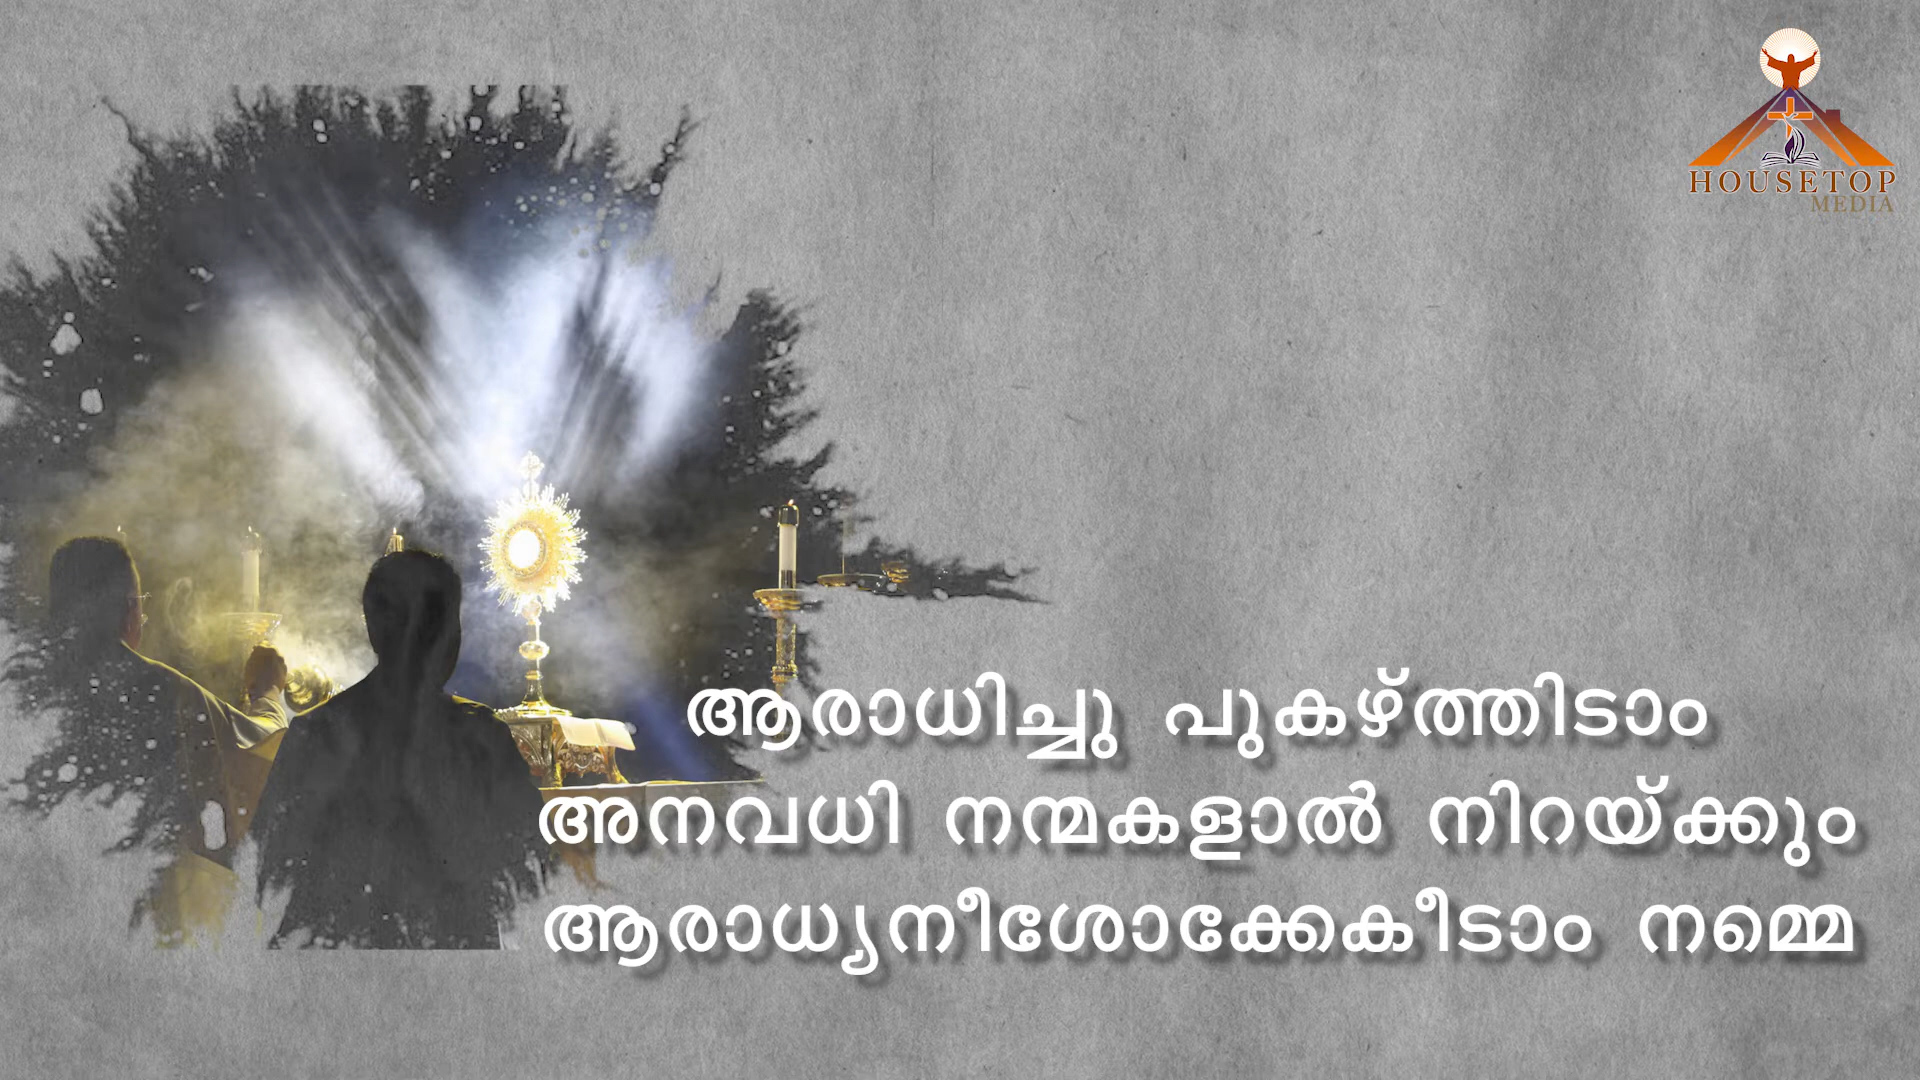 HOUSETOP
MEDIA
ആരാധിച്ചു പുകഴ്ത്തിടാം
അനവധി നന്മകളാൽ നിറയ്ക്കും
ആരാധ്യനീശോക്കേകീടാം നമ്മെ